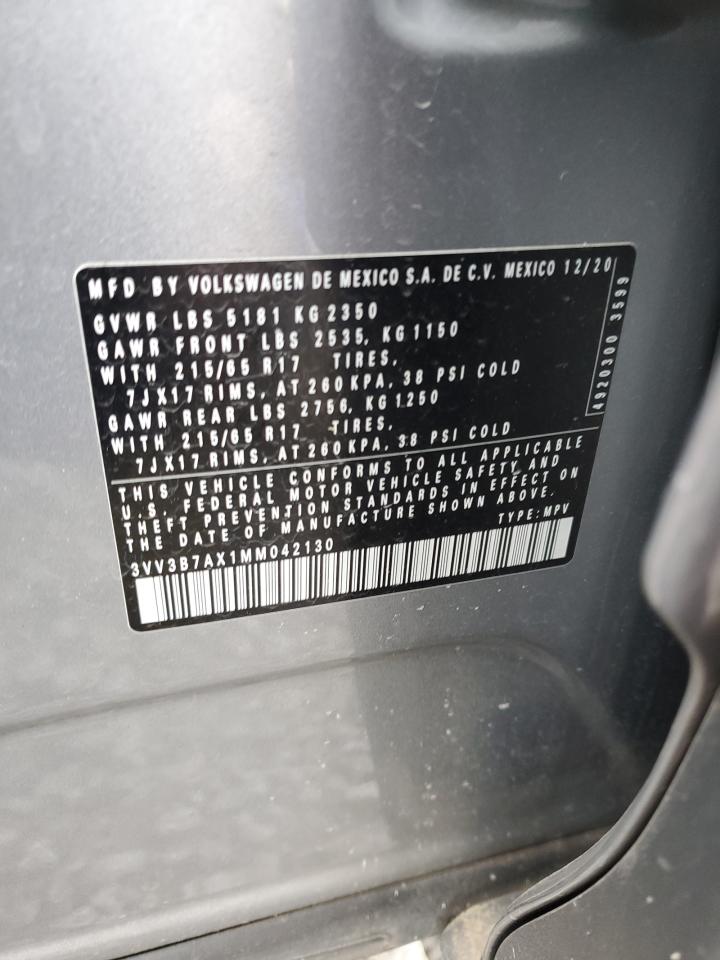 MFD BY VOLKSWAGEN DE MEXICO S.A. DE C.V. MEXICO 12/20
GVWR LBS 5181 KG 2350
GAWR FRONT LBS 2535, KG 1150
WITH 215/65 R17 TIRES,
7JX17 RIMS, AT 260 KPA, 38 PSI COLD
GAWR REAR LBS 2756, KG 1250
WITH 215/65 R17 TIRES,
7JX17 RIMS, AT 260 KPA, 38 PSI COLD
4920300 3599
THIS VEHICLE CONFORMS TO ALL APPLICABLE
U.S. FEDERAL MOTOR VEHICLE SAFETY AND
THEFT PREVENTION STANDARDS IN EFFECT ON
THE DATE OF MANUFACTURE SHOWN ABOVE.
TYPE: MPV
3VV3B7AX1MM042130